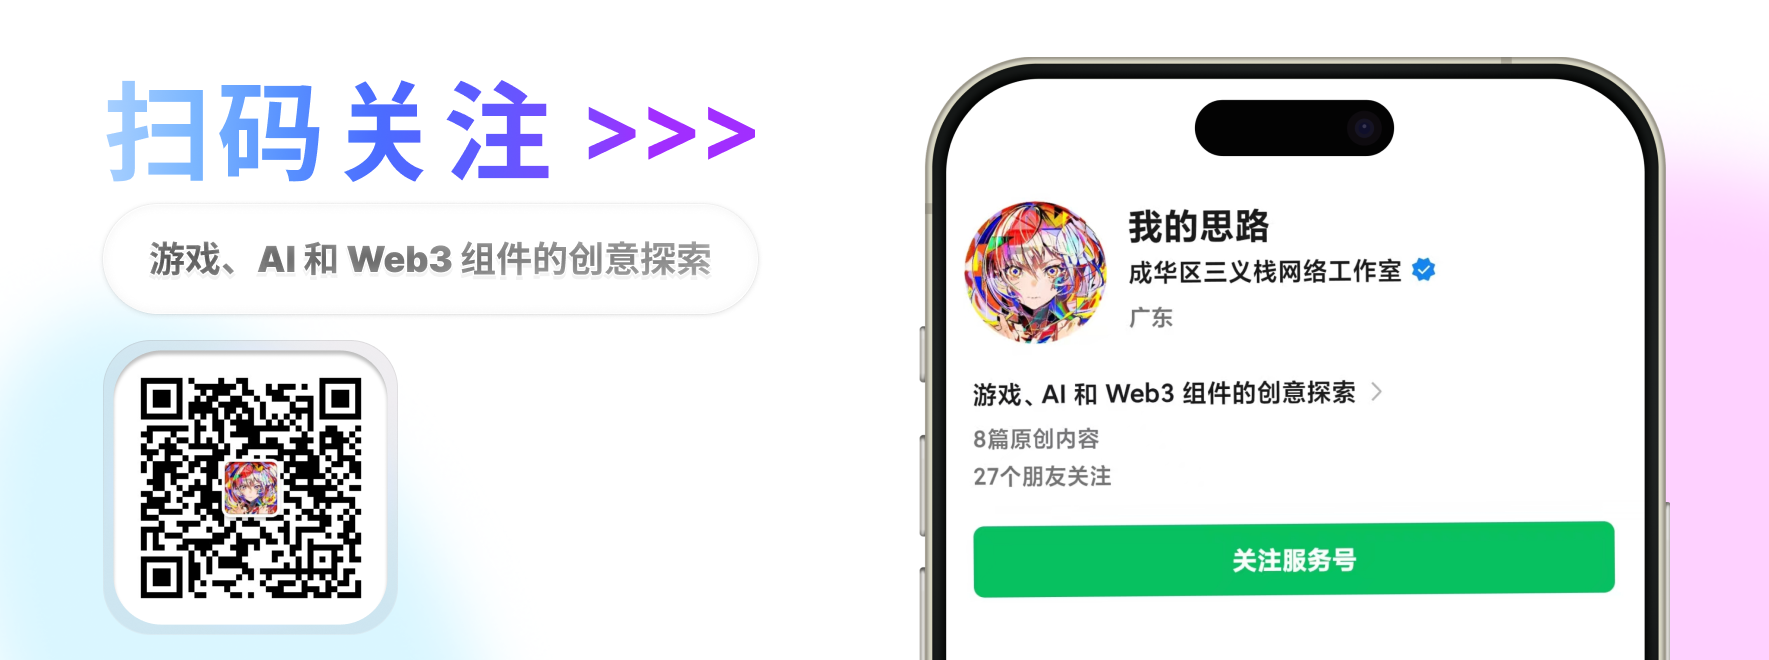 扫码关注 >>>
游戏、AI 和 Web3 组件的创意探索
我的思路
成华区三义栈网络工作室
广东
游戏、AI 和 Web3 组件的创意探索
8篇原创内容
27个朋友关注
关注服务号